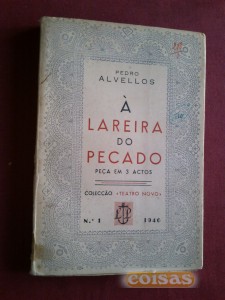 PEDRO
ALVELLOS
À
LAREIRA
DO
PECADO
PEÇA EM 3 ACTOS
COLECÇÃO «TEATRO NOVO»
N.º 1 1940
coisas